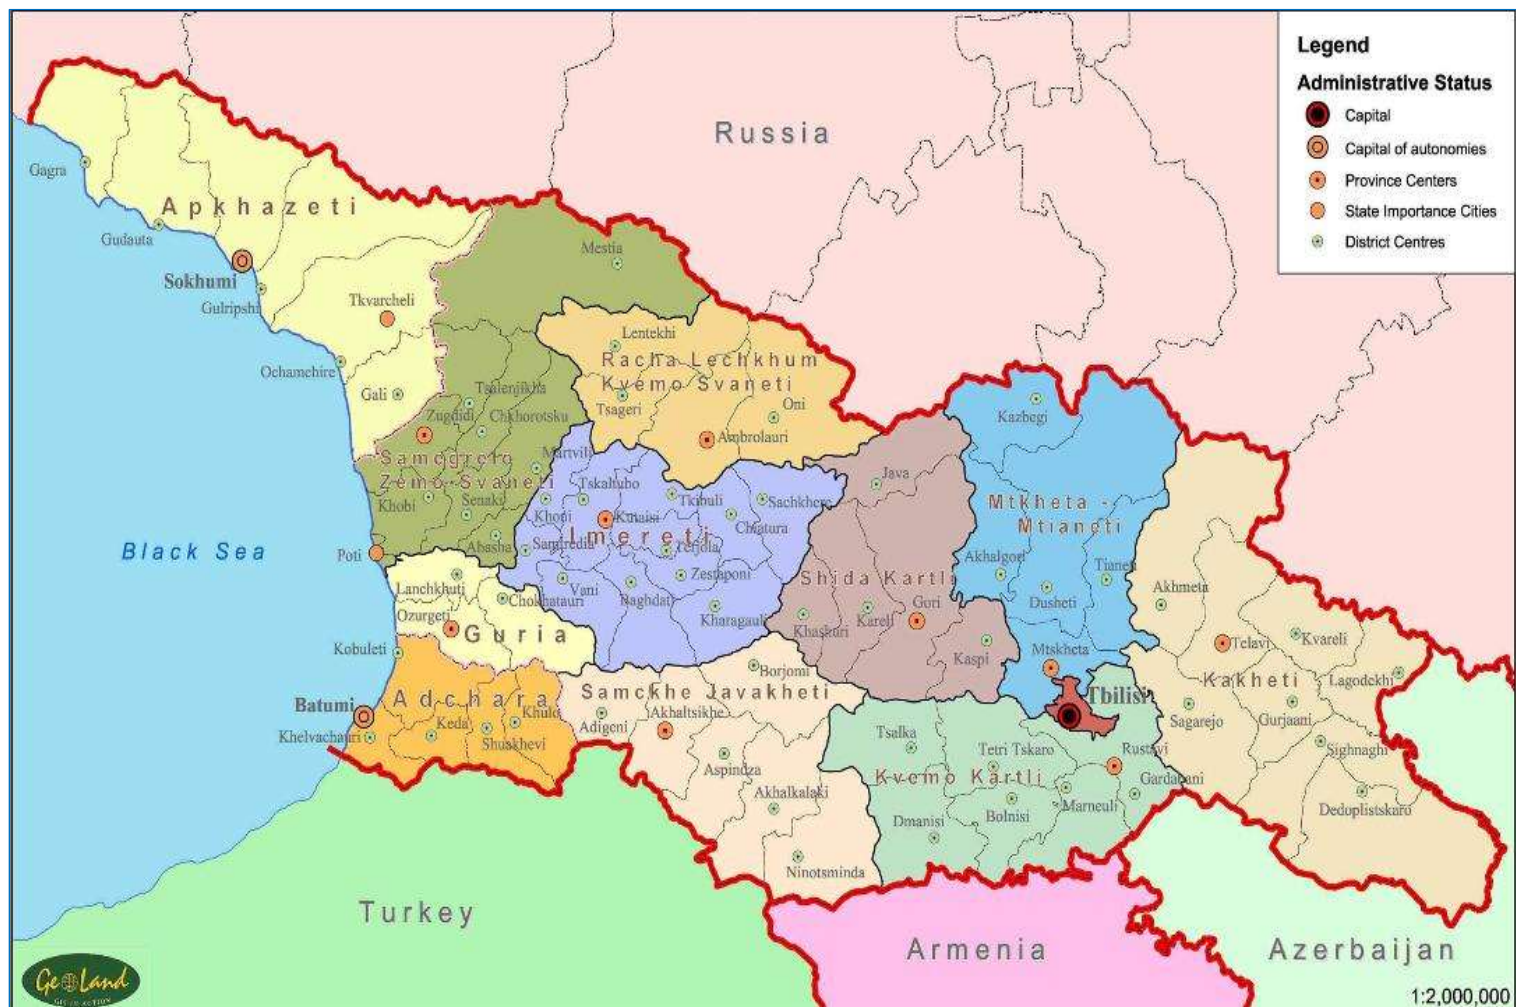 Legend
Administrative Status
Capital
Capital of autonomies
Province Centers
State Importance Cities
District Centres
Russia
Gagra
Apkhazeti
Gudauta
Sokhumi
Gulripshi
Mestia
Tkvarcheli
Ochamchire
Gali
Lentekhi
Racha Lechkhum
Kvemo Svaneti
Tsageri
Oni
Ambrolauri
Tsalenjikha
Zugdidi
Chkhorotsku
Martvili
Samegrelo
Zemo Svaneti
Khobi
Senaki
Abasha
Poti
Kazbegi
Java
Mtkheta -
Mtianeti
Tskaltubo
Tkibuli
Sachkhere
Khoni
Kutaisi
Chiatura
Imereti
Samtredia
Terjola
Zestaponi
Vani
Baghdati
Kharagauli
Black Sea
Shida Kartli
Akhalgori
Tianeti
Dusheti
Akhmeta
Lanchkhuti
Chokhatauri
Ozurgeti
Guria
Khashuri
Kareli
Gori
Kaspi
Mtskheta
Telavi
Kvareli
Kobuleti
Borjomi
Kakheti
Lagodekhi
Batumi
Adchara
Samckhe Javakheti
Tbilisi
Sagarejo
Gurjaani
Khelvachauri
Keda
Khulo
Shuakhevi
Adigeni
Akhaltsikhe
Tsalka
Tetri Tskaro
Rustavi
Sighnaghi
Aspindza
Kvemo Kartli
Gardabani
Akhalkalaki
Marneuli
Bolnisi
Dmanisi
Dedoplistskaro
Ninotsminda
Turkey
Armenia
Azerbaijan
GeoLand
GIS IN ACTION
1:2,000,000